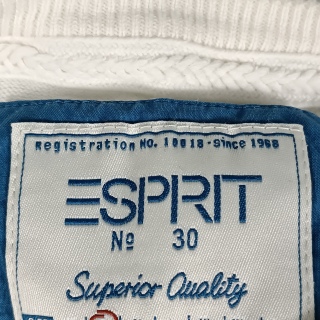 Registration NO. 10018-Since 1968
ESPRIT
No 30
Superior Quality